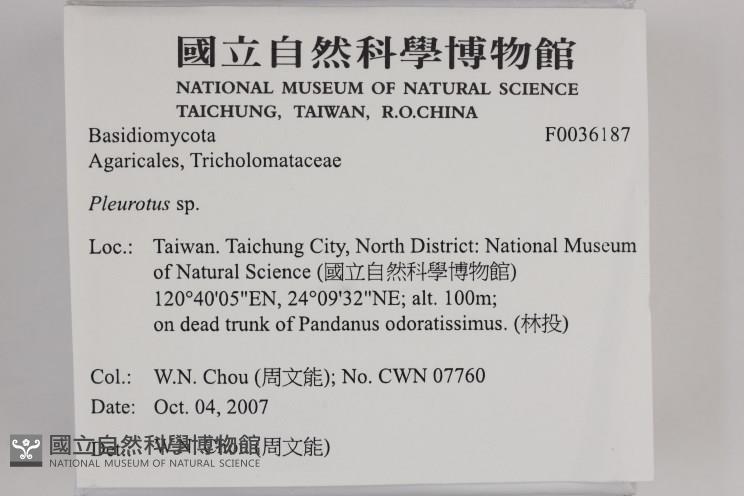 國立自然科學博物館
NATIONAL MUSEUM OF NATURAL SCIENCE
TAICHUNG, TAIWAN, R.O.CHINA
Basidiomycota F0036187
Agaricales, Tricholomataceae
Pleurotus sp.
Loc.: Taiwan. Taichung City, North District: National Museum
of Natural Science (國立自然科學博物館)
120°40'05"EN, 24°09'32"NE; alt. 100m;
on dead trunk of Pandanus odoratissimus. (林投)
Col.: W.N. Chou (周文能); No. CWN 07760
Date: Oct. 04, 2007
Det.: W.N. Chou (周文能)
國立自然科學博物館
NATIONAL MUSEUM OF NATURAL SCIENCE